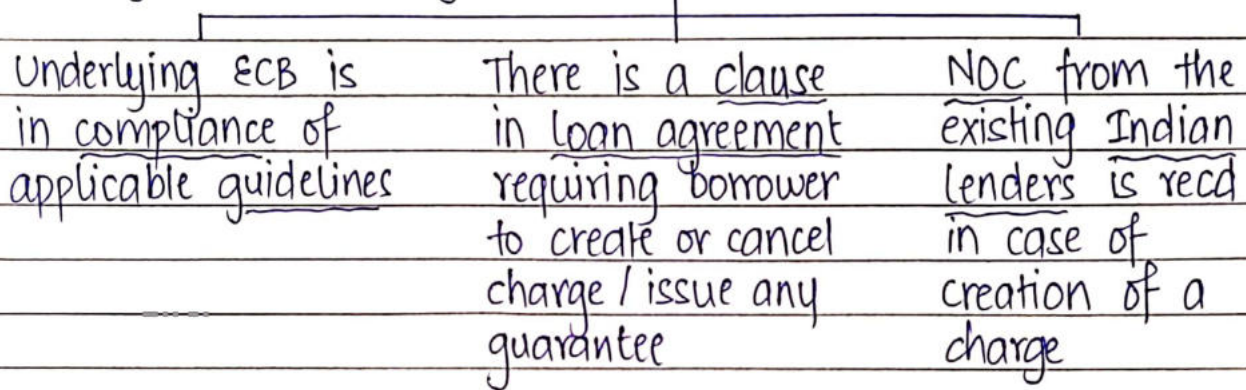 Underlying ECB is
in compliance of
applicable guidelines
There is a clause
in loan agreement
requiring borrower
to create or cancel
charge / issue any
guarantee
NOC from the
existing Indian
lenders is recd
in case of
creation of a
charge